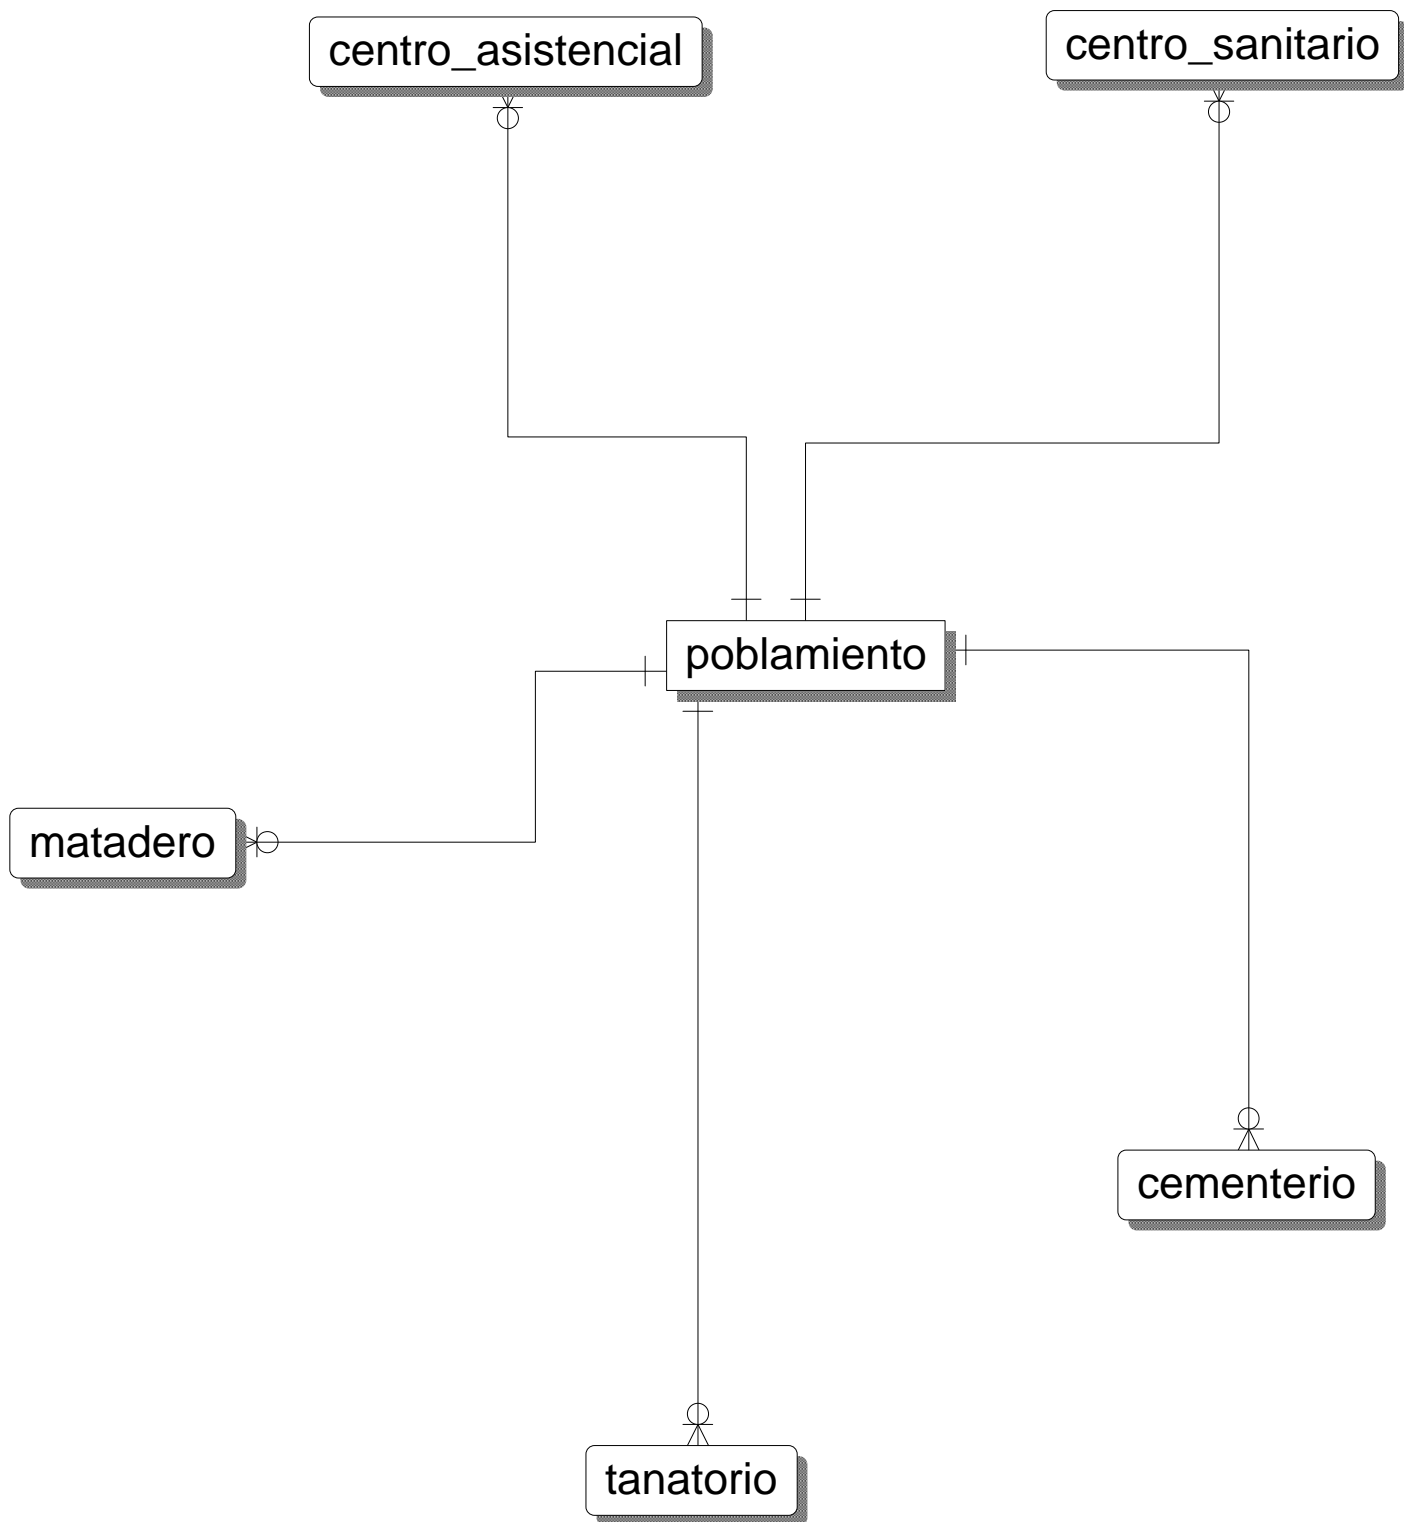 centro_asistencial
centro_sanitario
poblamiento
matadero
cementerio
tanatorio